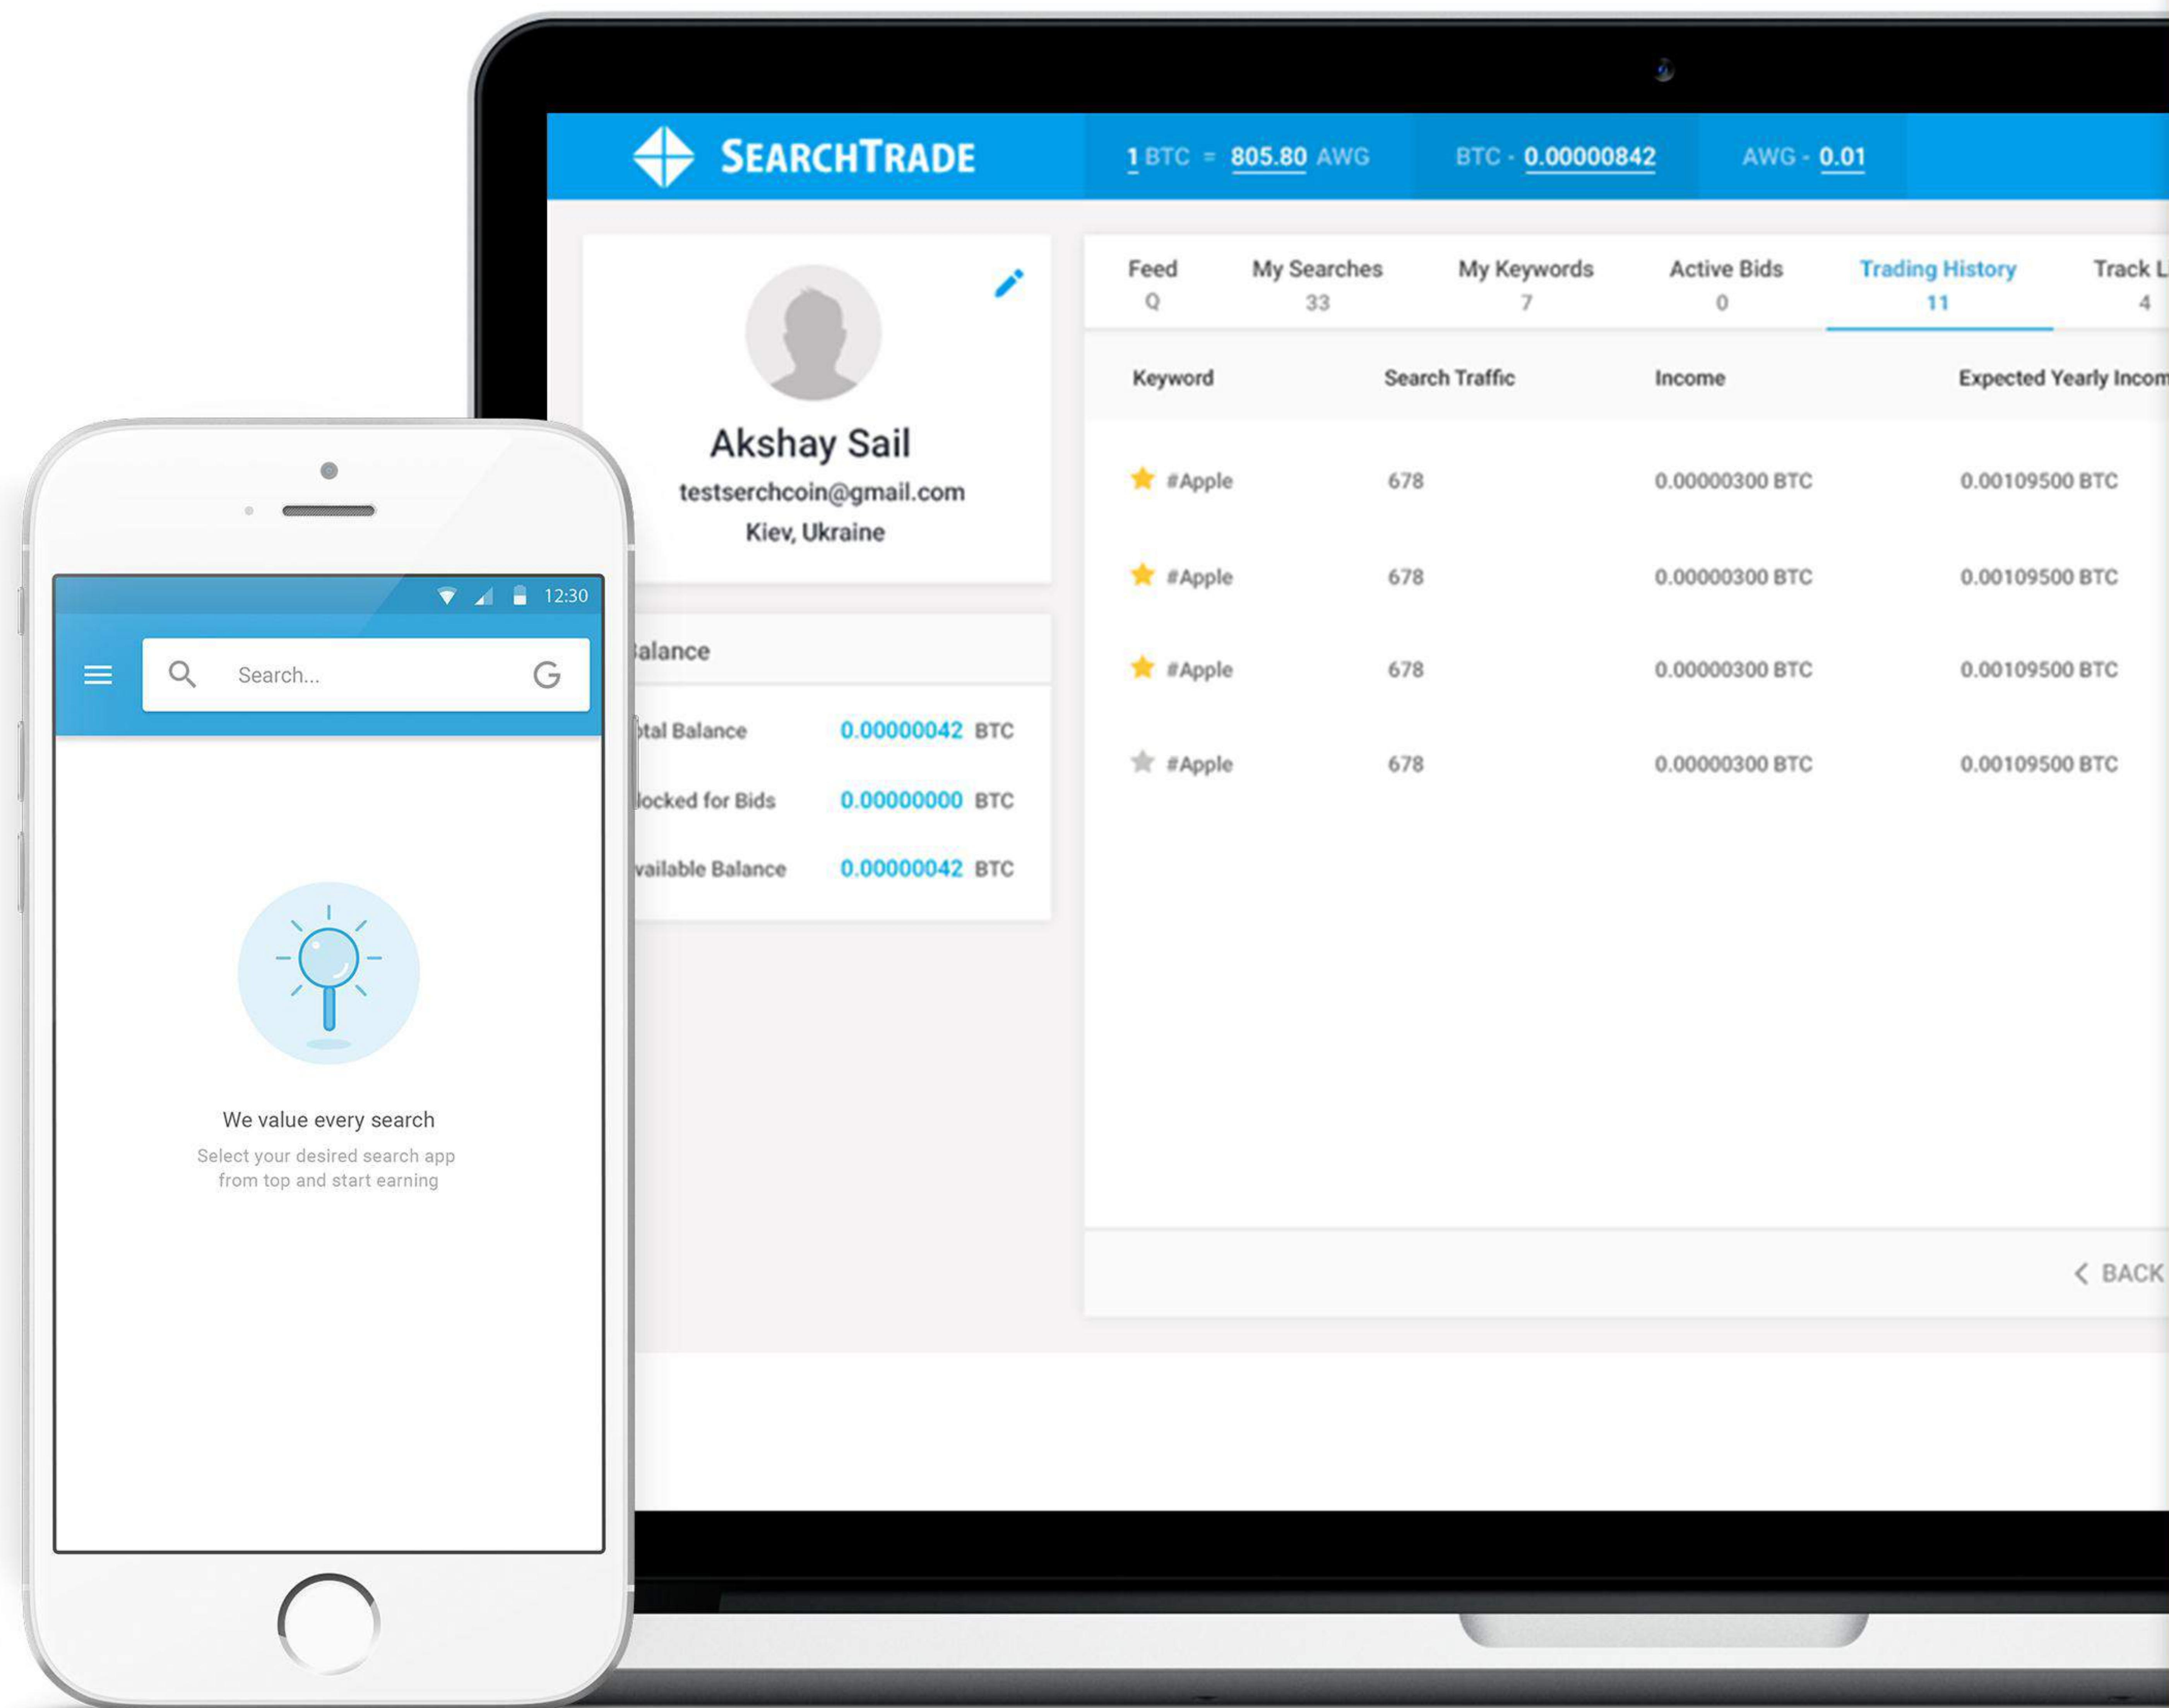 SEARCHTRADE
1 BTC = 805.80 AWG
BTC - 0.00000842
AWG - 0.01
Akshay Sail
testserchcoin@gmail.com
Kiev, Ukraine
alance
tal Balance 0.00000042 BTC
locked for Bids 0.00000000 BTC
vailable Balance 0.00000042 BTC
Feed My Searches My Keywords Active Bids Trading History Track L
Q 33 7 0 11 4
Keyword Search Traffic Income Expected Yearly Incom
#Apple 678 0.00000300 BTC 0.00109500 BTC
#Apple 678 0.00000300 BTC 0.00109500 BTC
#Apple 678 0.00000300 BTC 0.00109500 BTC
#Apple 678 0.00000300 BTC 0.00109500 BTC
BACK
12:30
Search... G
We value every search
Select your desired search app
from top and start earning